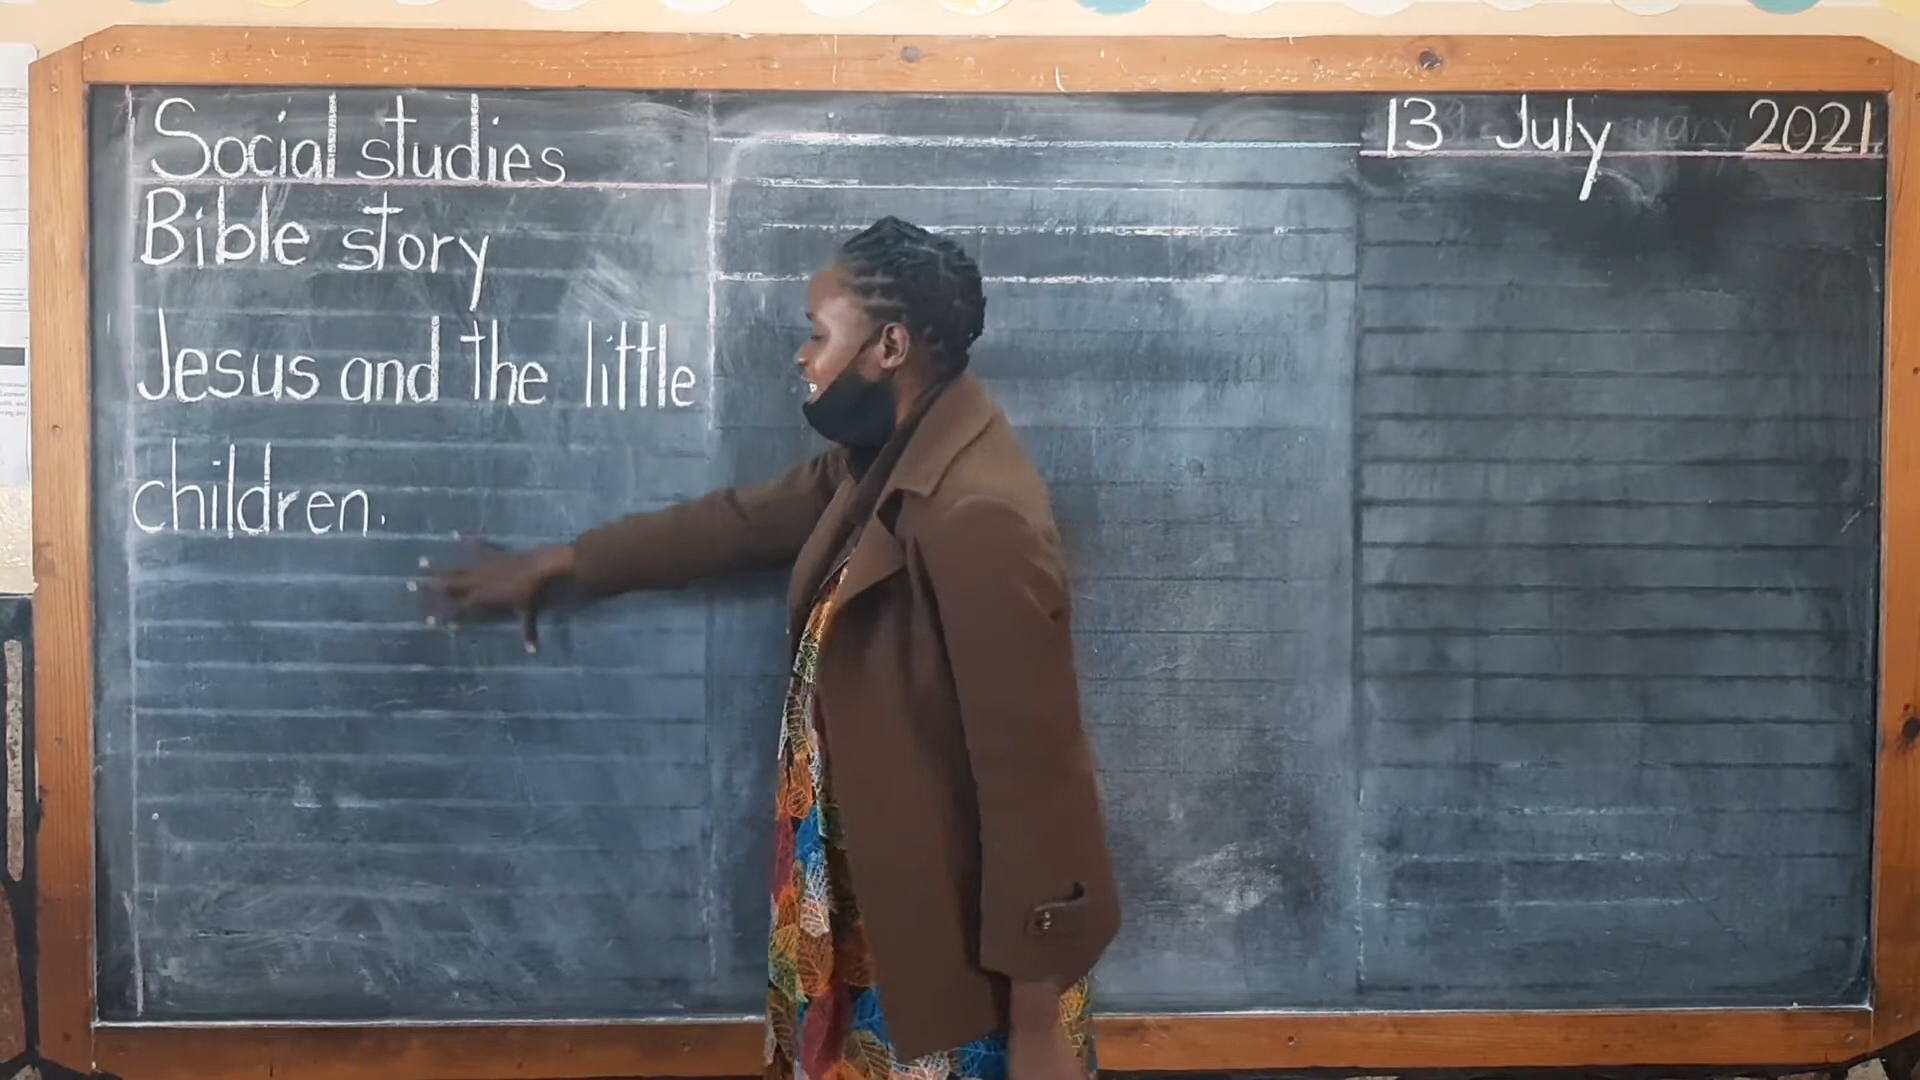 Social studies
13 July 2021
Bible story
Jesus and the little
children.